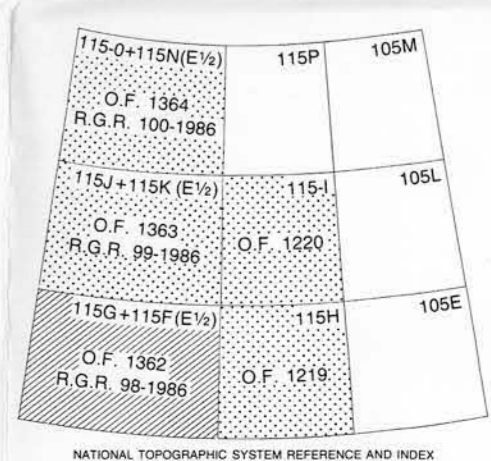 115-0+115N(E½)
O.F. 1364
R.G.R. 100-1986
115P
105M
115J+115K (E½)
O.F. 1363
R.G.R. 99-1986
115-I
O.F. 1220
105L
115G+115F(E½)
O.F. 1362
R.G.R. 98-1986
115H
O.F. 1219
105E
NATIONAL TOPOGRAPHIC SYSTEM REFERENCE AND INDEX